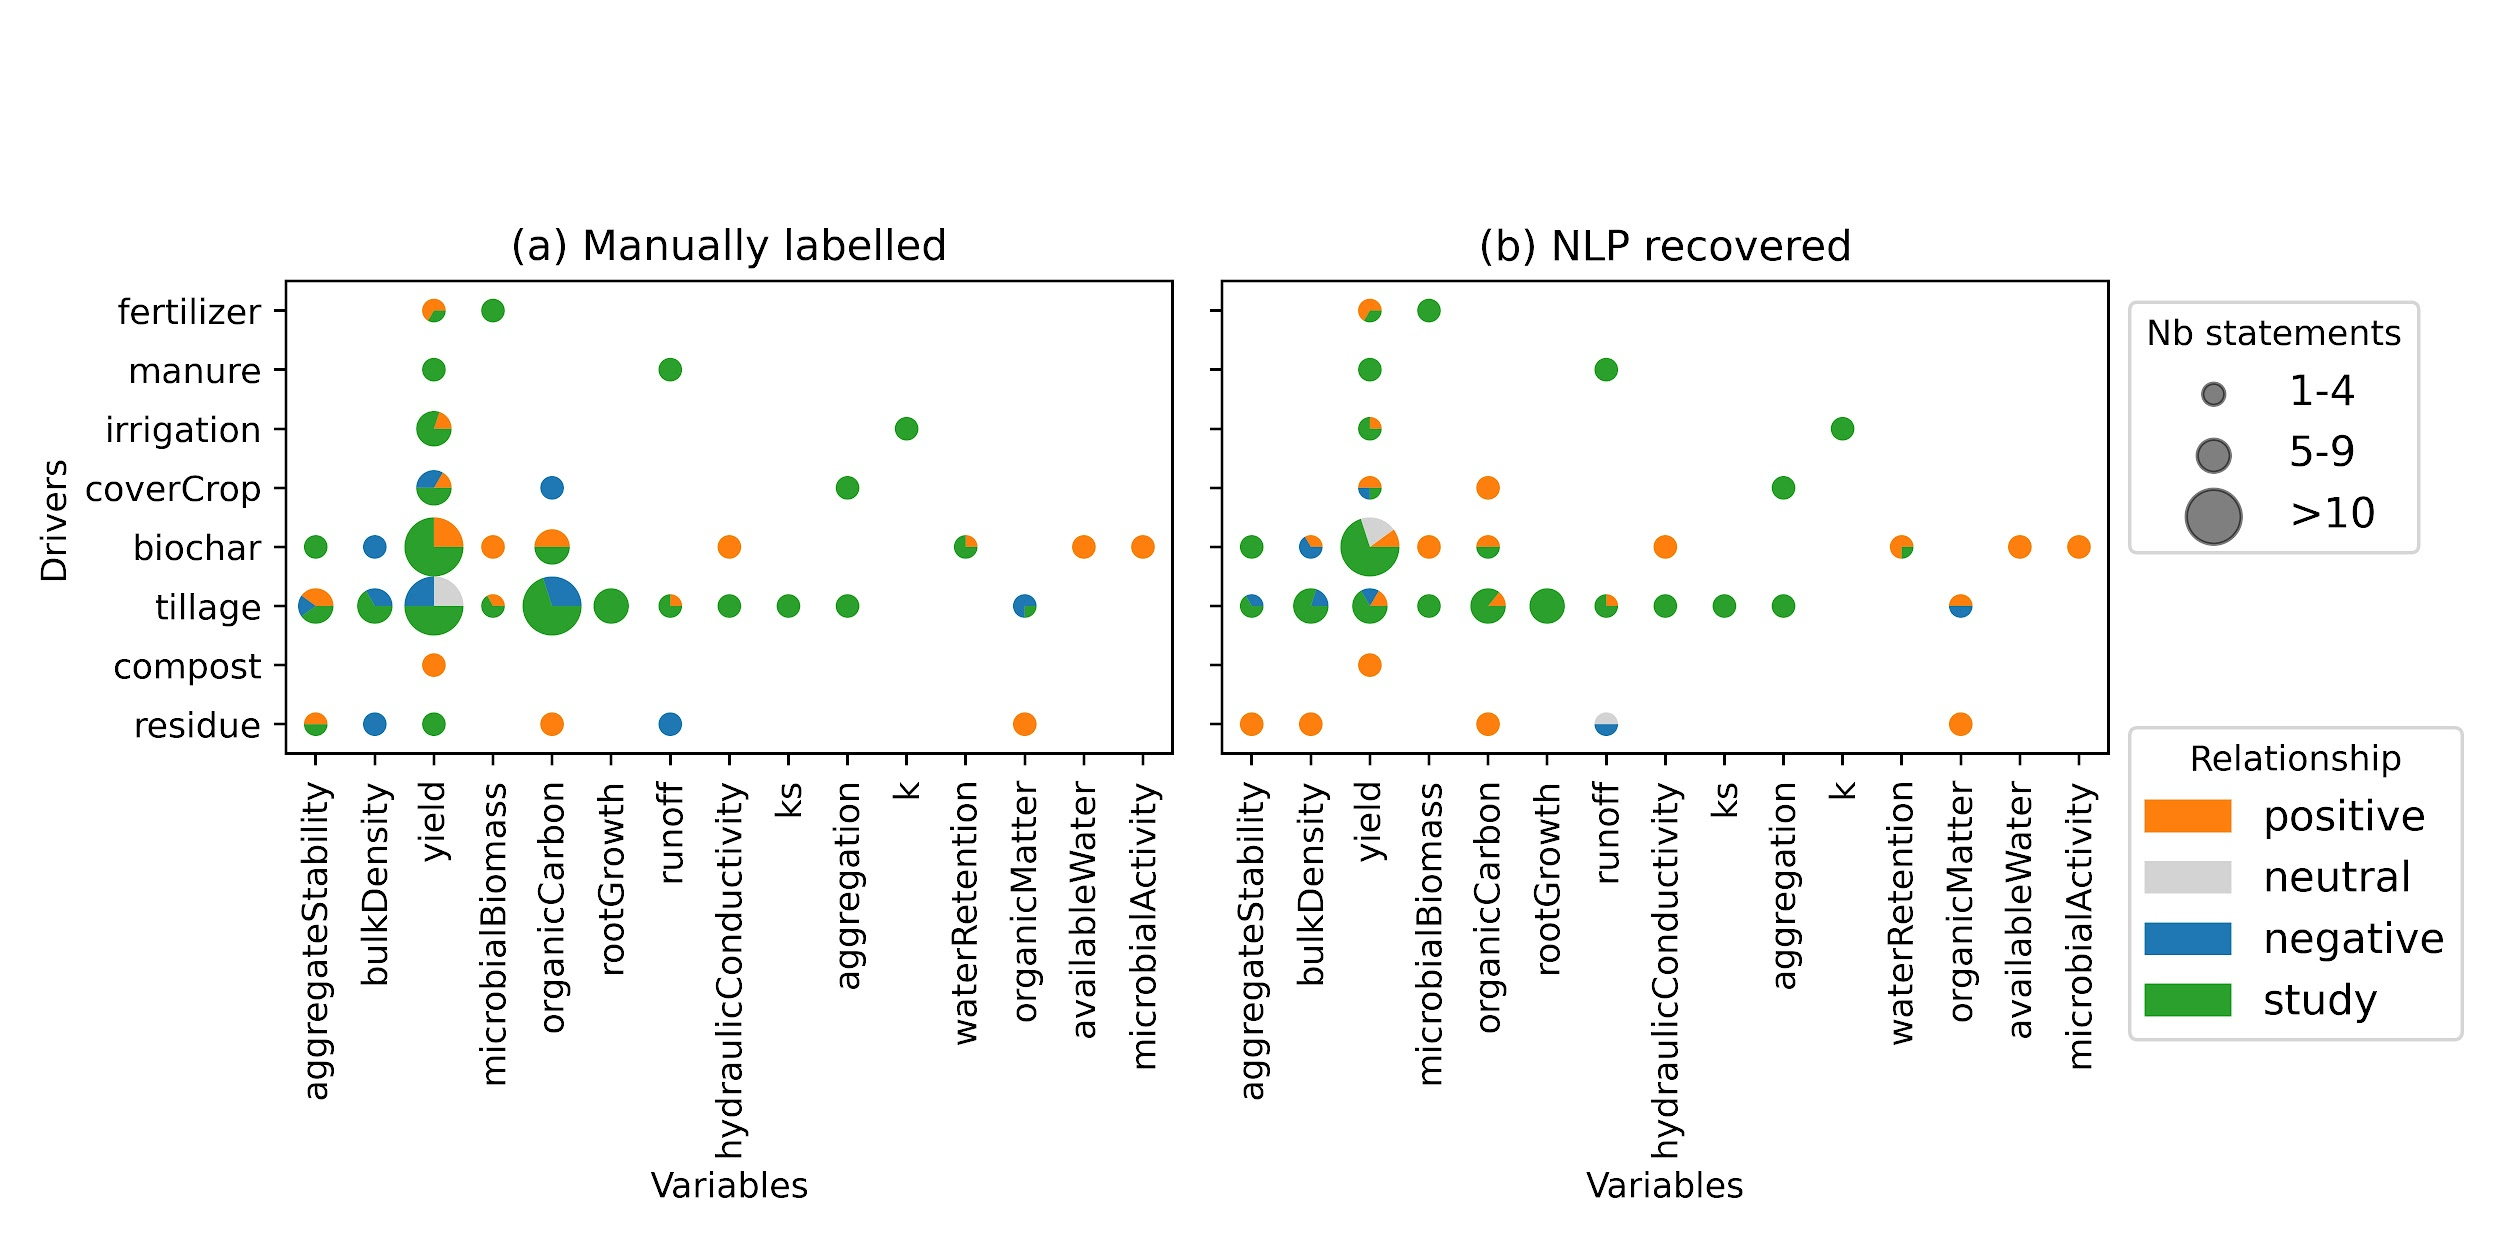 (a) Manually labelled
(b) NLP recovered
Drivers
fertilizer
manure
irrigation
coverCrop
biochar
tillage
compost
residue
aggregateStability
bulkDensity
yield
microbialBiomass
organicCarbon
rootGrowth
runoff
hydraulicConductivity
ks
aggregation
k
waterRetention
organicMatter
availableWater
microbialActivity
Variables
aggregateStability
bulkDensity
yield
microbialBiomass
organicCarbon
rootGrowth
runoff
hydraulicConductivity
ks
aggregation
k
waterRetention
organicMatter
availableWater
microbialActivity
Variables
Nb statements
1-4
5-9
>10
Relationship
positive
neutral
negative
study